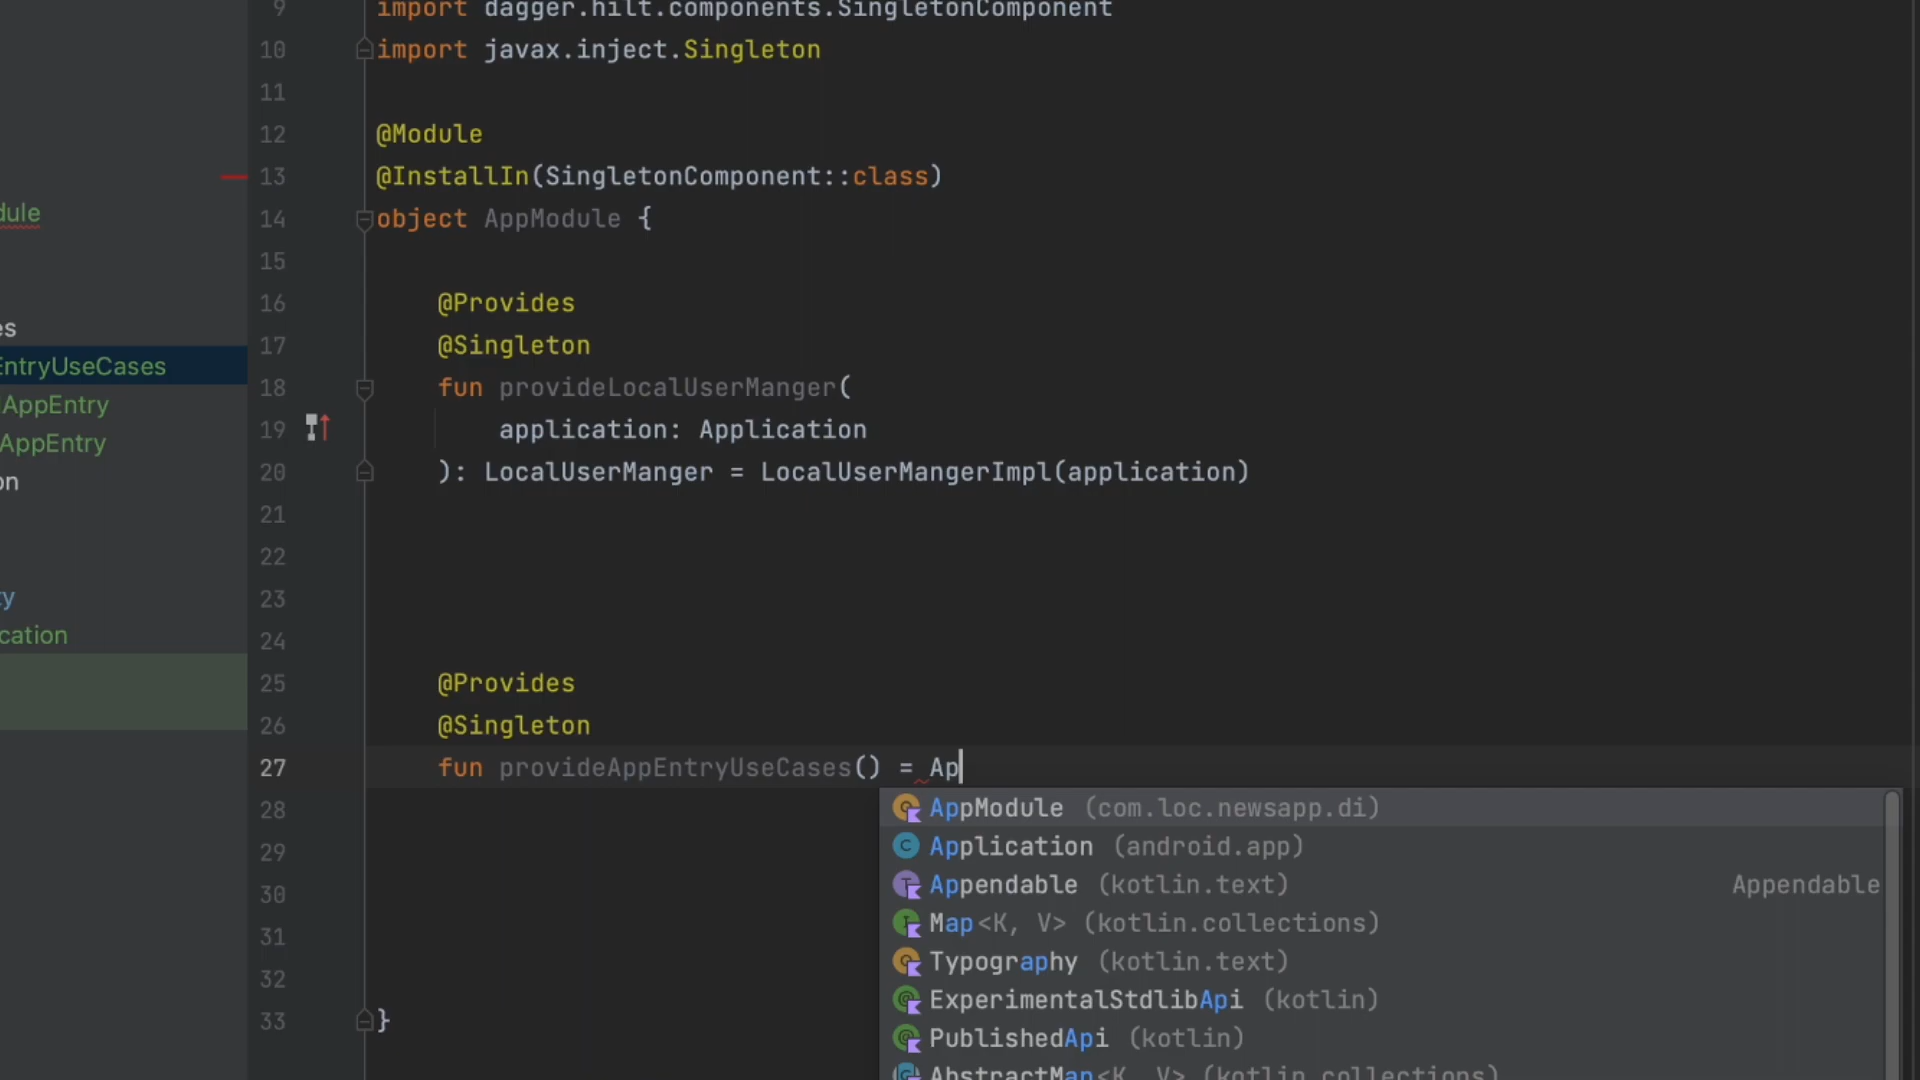 9 import dagger.hilt.components.SingletonComponent
10 import javax.inject.Singleton
11
12 @Module
13 @InstallIn(SingletonComponent::class)
14 object AppModule {
15
16 @Provides
17 @Singleton
18 fun provideLocalUserManger(
19 application: Application
20 ): LocalUserManger = LocalUserMangerImpl(application)
21
22
23
24
25 @Provides
26 @Singleton
27 fun provideAppEntryUseCases() = Ap
28
29
30
31
32
33 }
dule
es
EntryUseCases
AppEntry
AppEntry
on
ty
cation
AppModule (com.loc.newsapp.di)
Application (android.app)
Appendable (kotlin.text) Appendable
Map<K, V> (kotlin.collections)
Typography (kotlin.text)
ExperimentalStdlibApi (kotlin)
PublishedApi (kotlin)
AbstractMap<K, V> (kotlin.collections)